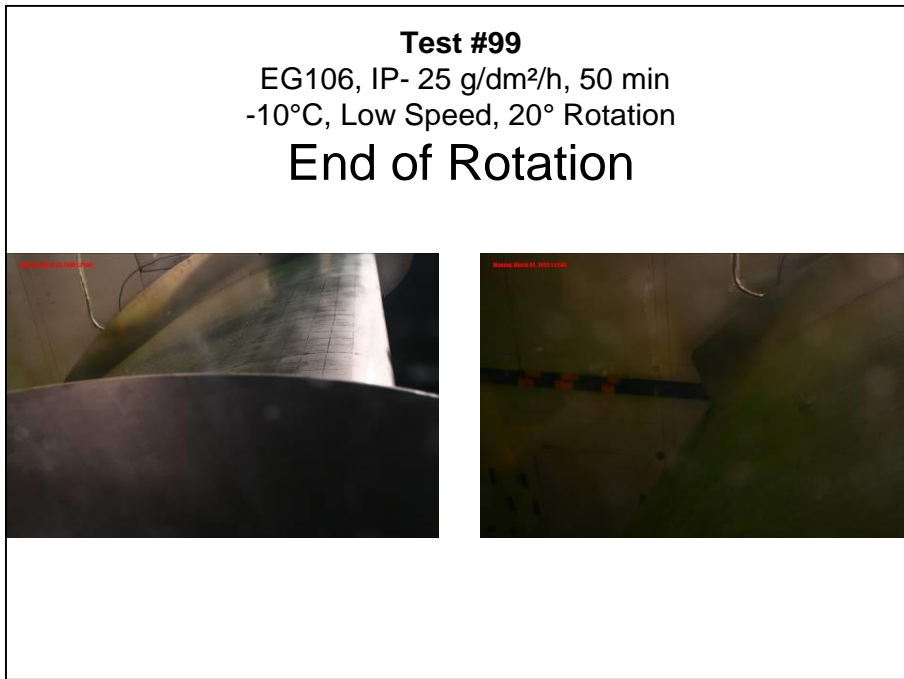 Test #99
EG106, IP- 25 g/dm²/h, 50 min
-10°C, Low Speed, 20° Rotation
End of Rotation